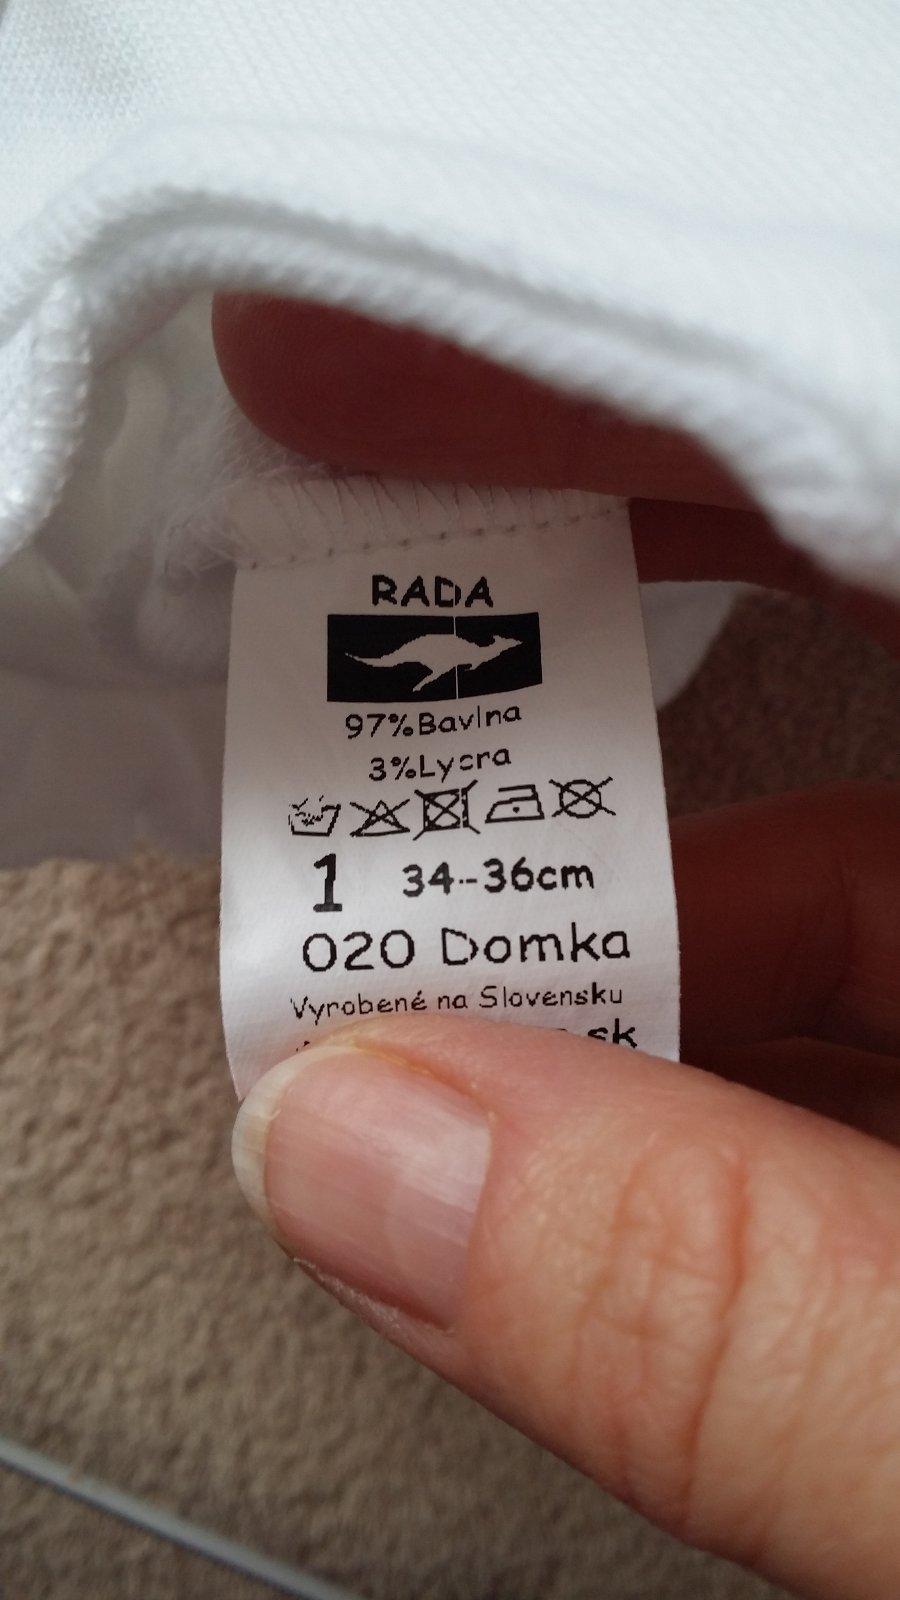 RADA
97%Bavlna
3%Lycra
1 34-36cm
020 Domka
Vyrobené na Slovensku